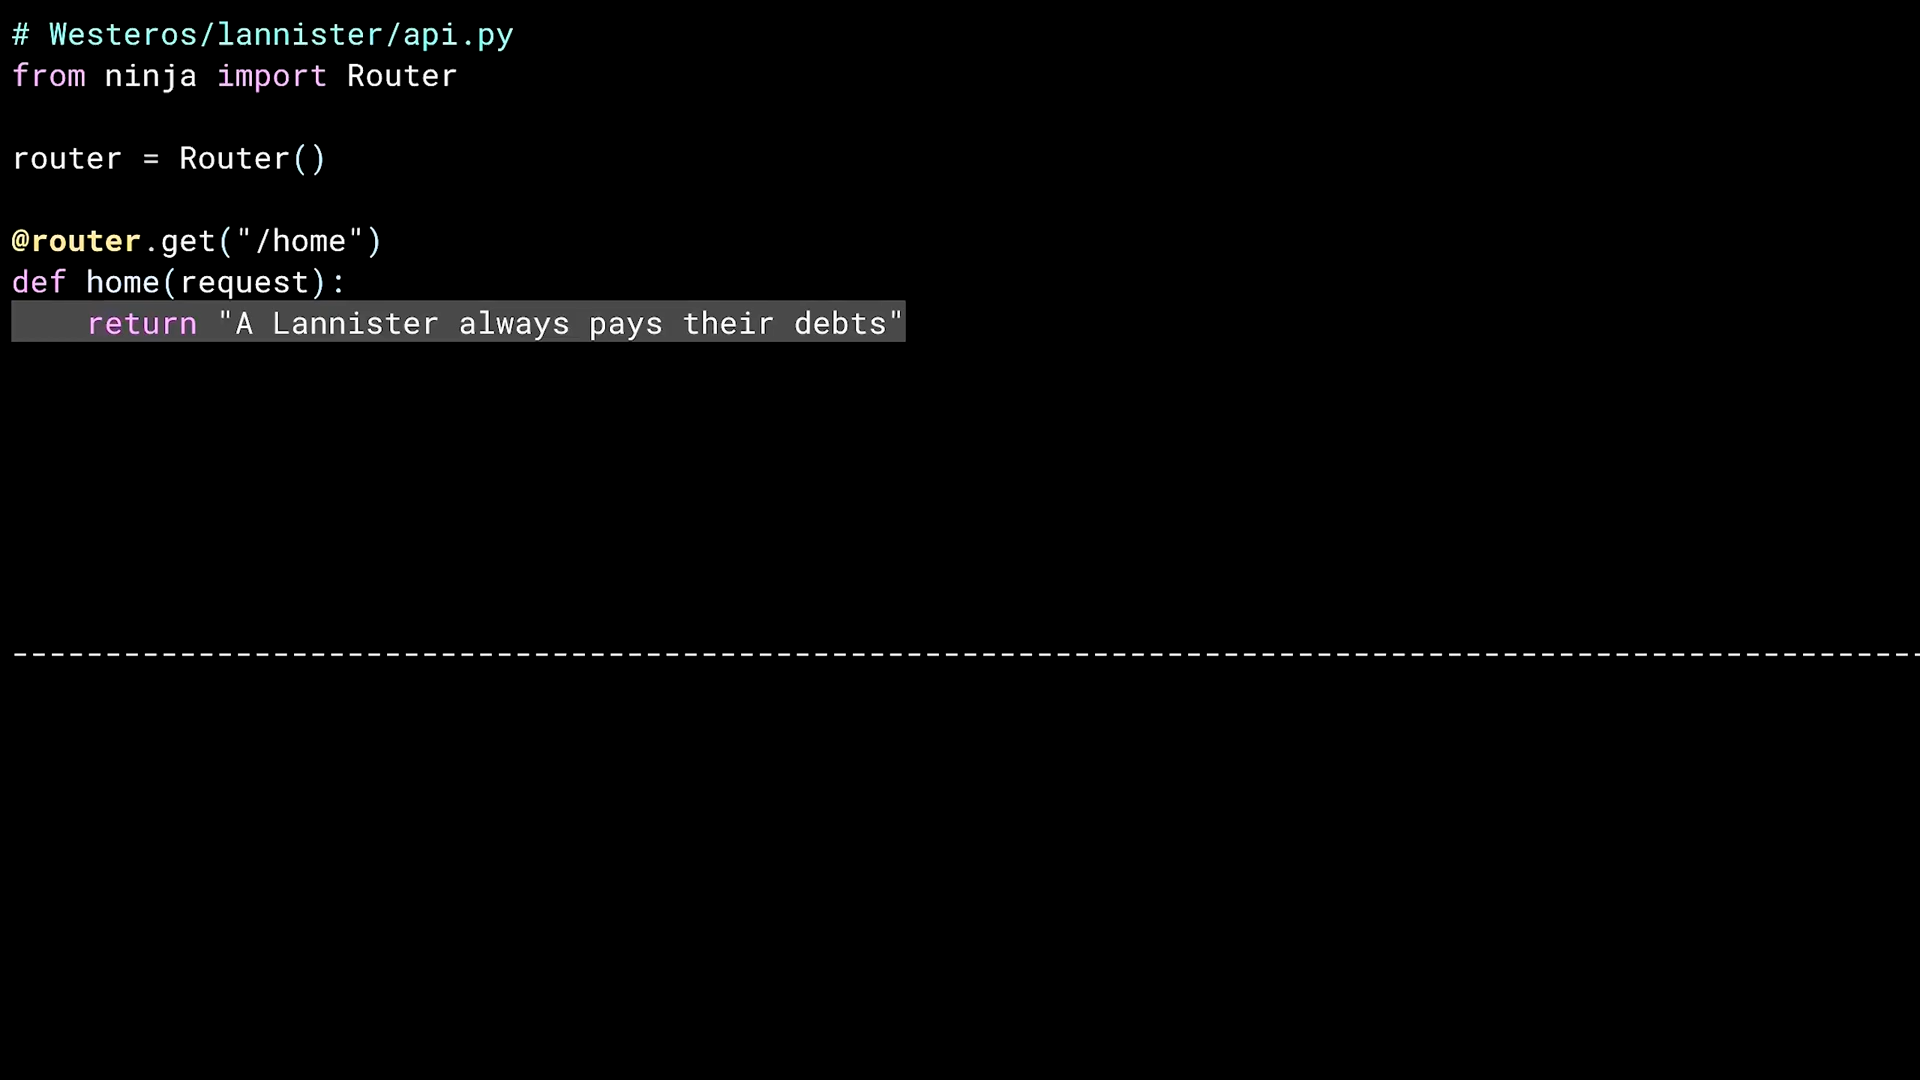 # Westeros/lannister/api.py
from ninja import Router
router = Router()
@router.get("/home")
def home(request):
    return "A Lannister always pays their debts"
-------------------------------------------------------------------------------------------------------